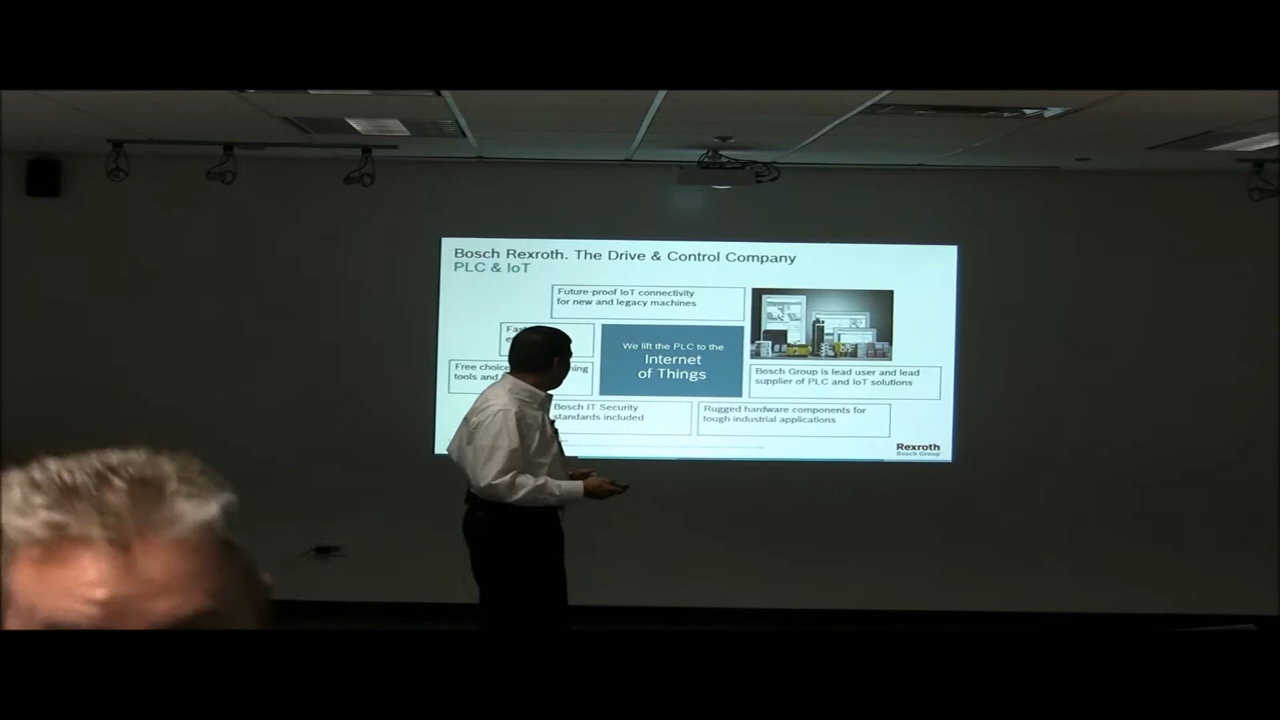 Bosch Rexroth. The Drive & Control Company
PLC & IoT
Future-proof IoT connectivity
for new and legacy machines
We lift the PLC to the
Internet
of Things
Free choice
tools and
Bosch Group is lead user and lead
supplier of PLC and IoT solutions
Bosch IT Security
standards included
Rugged hardware components for
tough industrial applications
Rexroth
Bosch Group